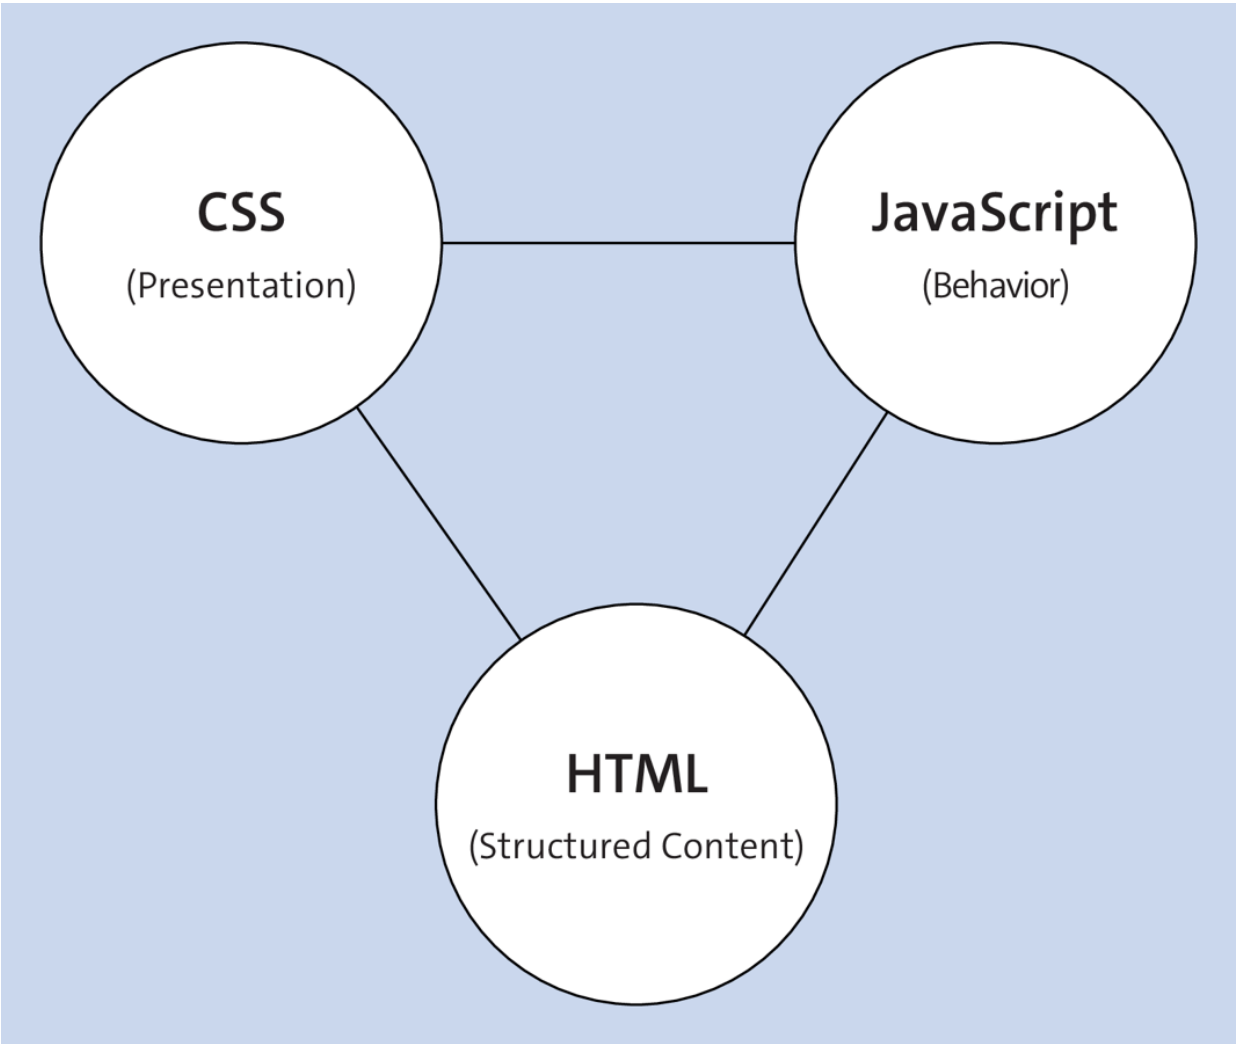 CSS
(Presentation)
JavaScript
(Behavior)
HTML
(Structured Content)